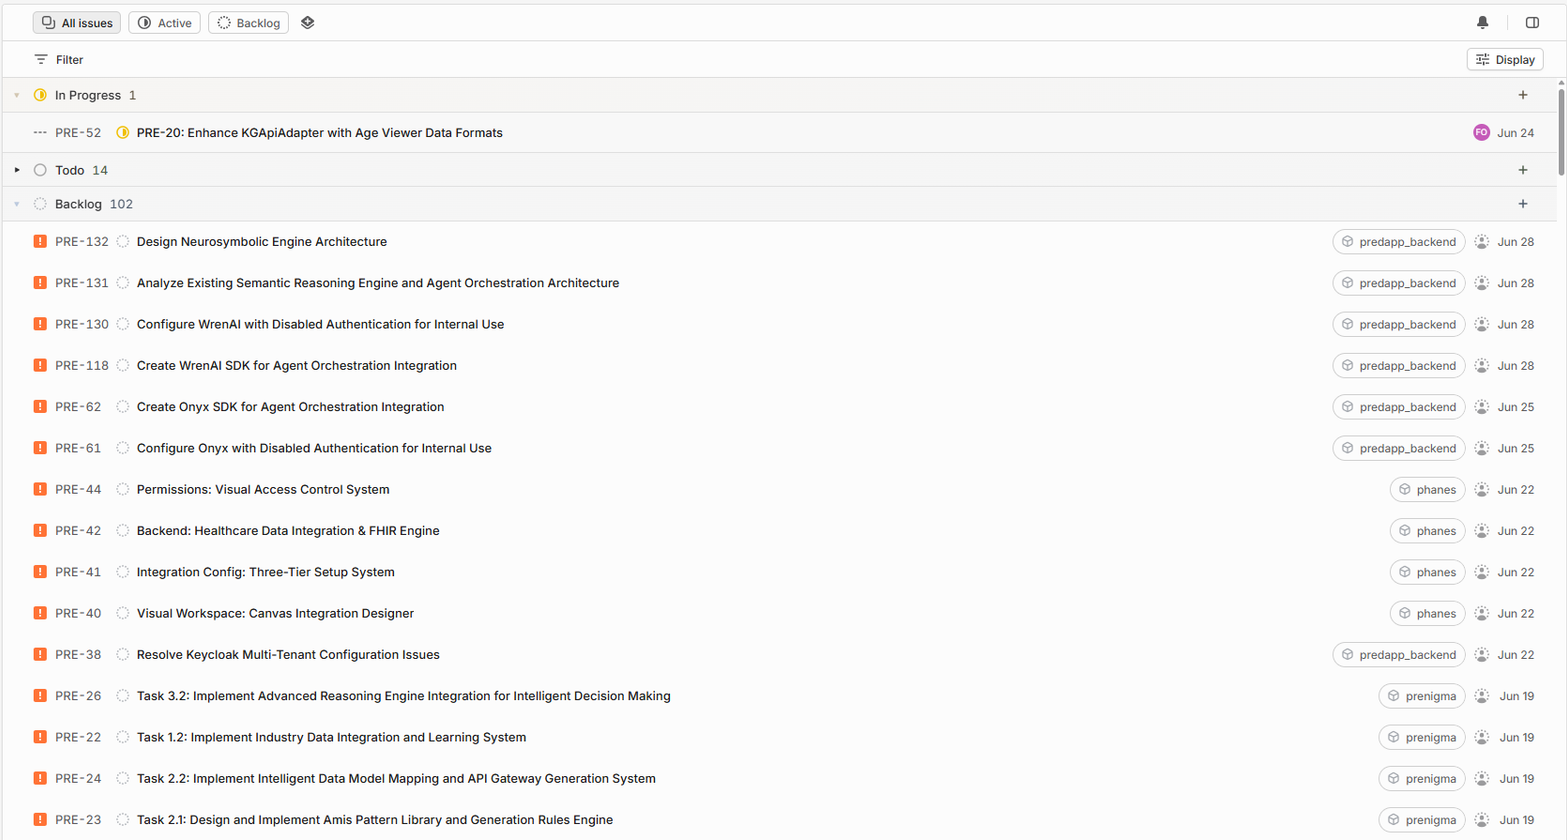 All issues Active Backlog
Filter Display
In Progress 1
PRE-52 PRE-20: Enhance KGApiAdapter with Age Viewer Data Formats FO Jun 24
Todo 14
Backlog 102
PRE-132 Design Neurosymbolic Engine Architecture predapp_backend Jun 28
PRE-131 Analyze Existing Semantic Reasoning Engine and Agent Orchestration Architecture predapp_backend Jun 28
PRE-130 Configure WrenAI with Disabled Authentication for Internal Use predapp_backend Jun 28
PRE-118 Create WrenAI SDK for Agent Orchestration Integration predapp_backend Jun 28
PRE-62 Create Onyx SDK for Agent Orchestration Integration predapp_backend Jun 25
PRE-61 Configure Onyx with Disabled Authentication for Internal Use predapp_backend Jun 25
PRE-44 Permissions: Visual Access Control System phanes Jun 22
PRE-42 Backend: Healthcare Data Integration & FHIR Engine phanes Jun 22
PRE-41 Integration Config: Three-Tier Setup System phanes Jun 22
PRE-40 Visual Workspace: Canvas Integration Designer phanes Jun 22
PRE-38 Resolve Keycloak Multi-Tenant Configuration Issues predapp_backend Jun 22
PRE-26 Task 3.2: Implement Advanced Reasoning Engine Integration for Intelligent Decision Making prenigma Jun 19
PRE-22 Task 1.2: Implement Industry Data Integration and Learning System prenigma Jun 19
PRE-24 Task 2.2: Implement Intelligent Data Model Mapping and API Gateway Generation System prenigma Jun 19
PRE-23 Task 2.1: Design and Implement Amis Pattern Library and Generation Rules Engine prenigma Jun 19